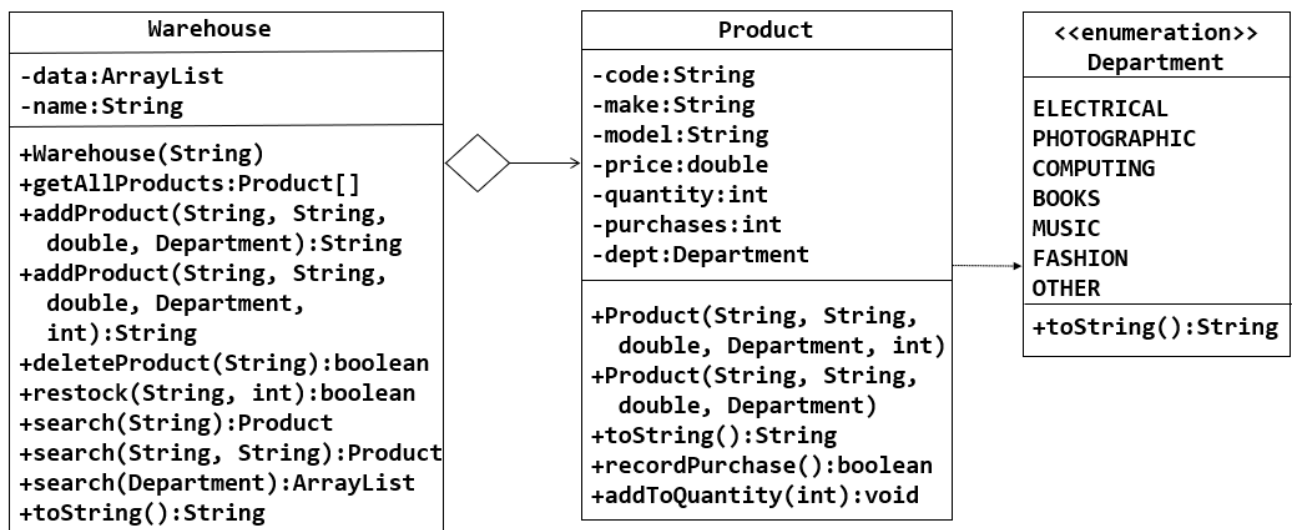 Warehouse
-data:ArrayList
-name:String
+Warehouse(String)
+getAllProducts:Product[]
+addProduct(String, String,
double, Department):String
+addProduct(String, String,
double, Department,
int):String
+deleteProduct(String):boolean
+restock(String, int):boolean
+search(String):Product
+search(String, String):Product
+search(Department):ArrayList
+toString():String
Product
-code:String
-make:String
-model:String
-price:double
-quantity:int
-purchases:int
-dept:Department
+Product(String, String,
double, Department, int)
+Product(String, String,
double, Department)
+toString():String
+recordPurchase():boolean
+addToQuantity(int):void
<<enumeration>>
Department
ELECTRICAL
PHOTOGRAPHIC
COMPUTING
BOOKS
MUSIC
FASHION
OTHER
+toString():String